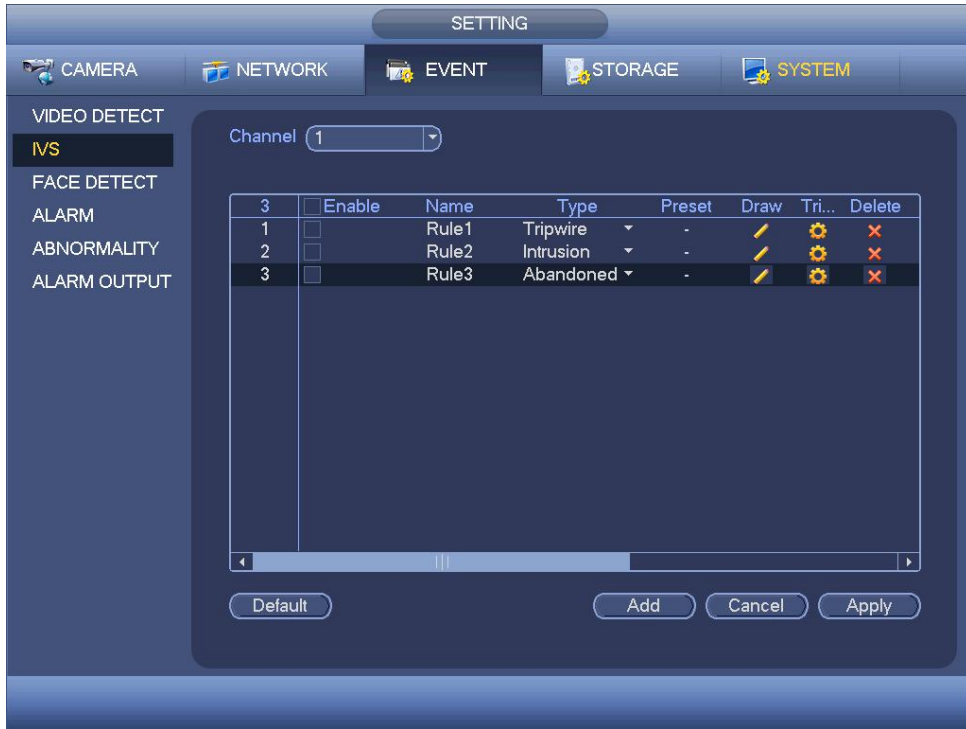 SETTING
CAMERA NETWORK EVENT STORAGE SYSTEM
VIDEO DETECT
IVS
FACE DETECT
ALARM
ABNORMALITY
ALARM OUTPUT
Channel 1
3 Enable Name Type Preset Draw Tri... Delete
1 Rule1 Tripwire -
2 Rule2 Intrusion -
3 Rule3 Abandoned -
Default Add Cancel Apply